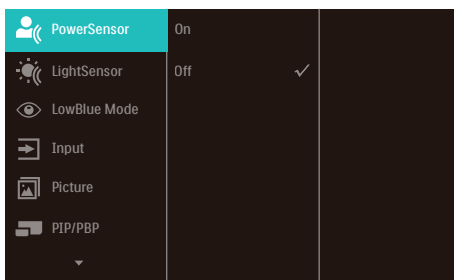 PowerSensor
On
LightSensor
Off
LowBlue Mode
Input
Picture
PIP/PBP